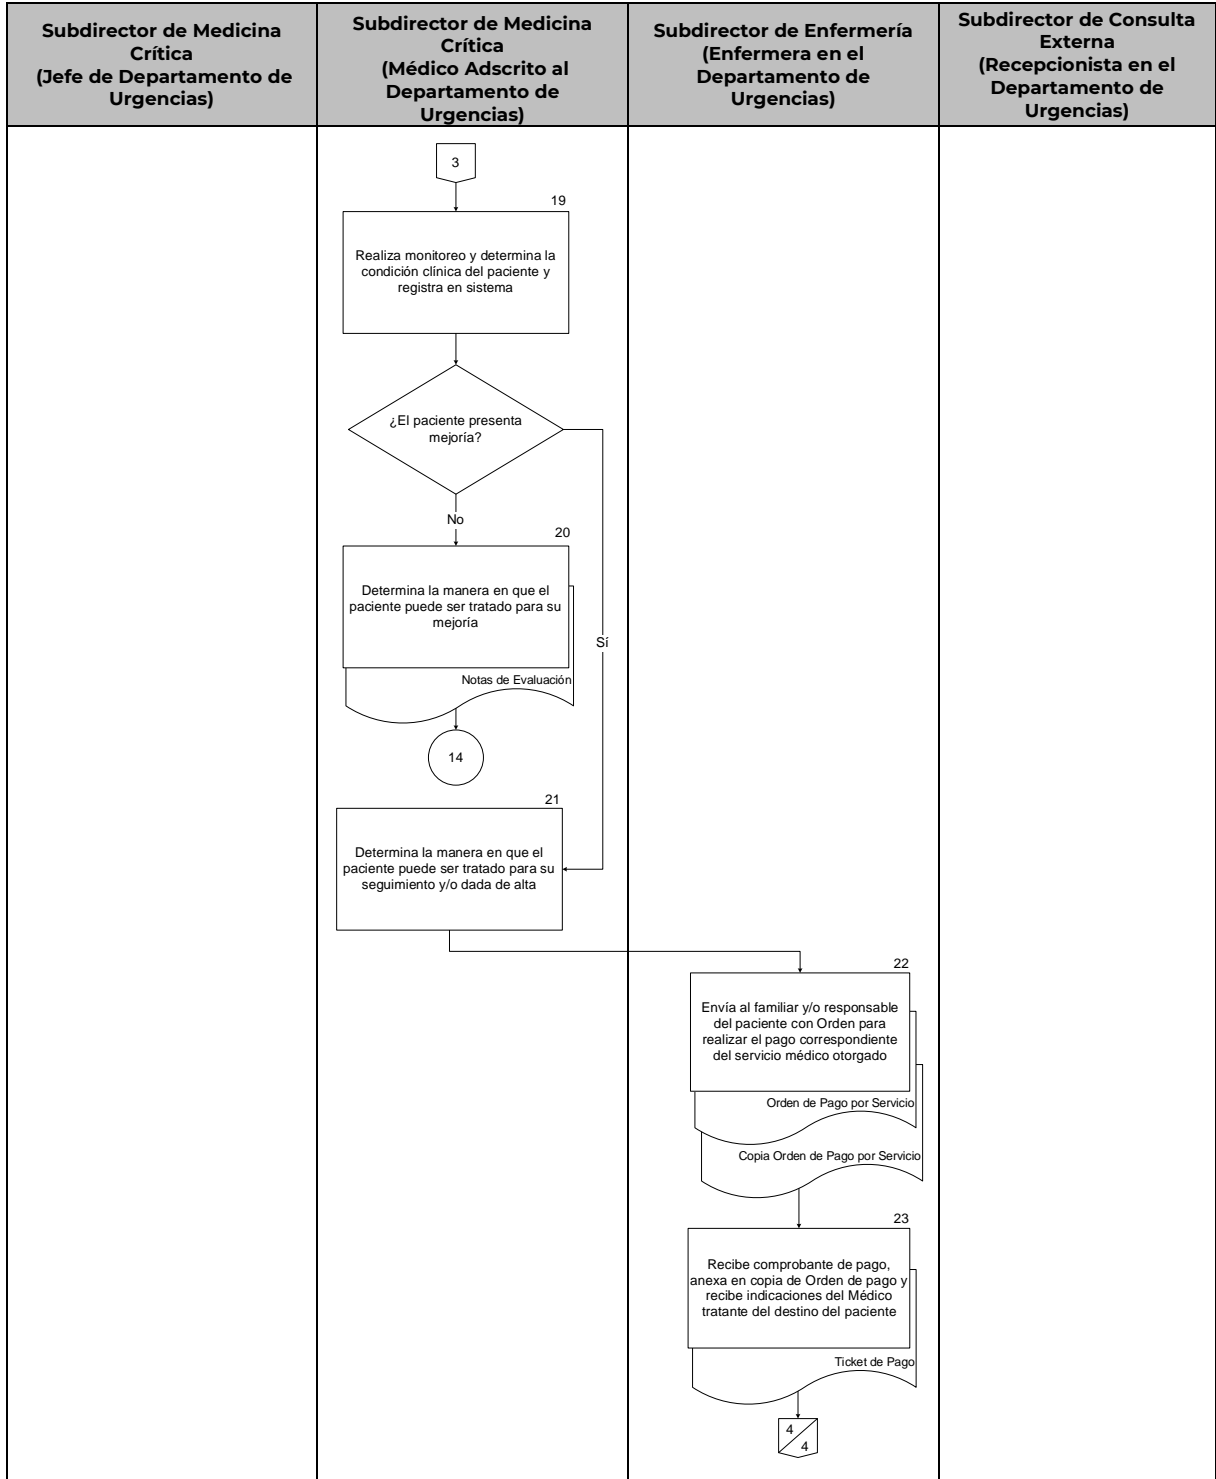 Subdirector de Medicina
Crítica
(Jefe de Departamento de
Urgencias)
Subdirector de Medicina
Crítica
(Médico Adscrito al
Departamento de
Urgencias)
Subdirector de Enfermería
(Enfermera en el
Departamento de
Urgencias)
Subdirector de Consulta
Externa
(Recepcionista en el
Departamento de
Urgencias)
3
19
Realiza monitoreo y determina la
condición clínica del paciente y
registra en sistema
¿El paciente presenta
mejoría?
No
20
Determina la manera en que el
paciente puede ser tratado para su
mejoría
Sí
Notas de Evaluación
14
21
Determina la manera en que el
paciente puede ser tratado para su
seguimiento y/o dada de alta
22
Envía al familiar y/o responsable
del paciente con Orden para
realizar el pago correspondiente
del servicio médico otorgado
Orden de Pago por Servicio
Copia Orden de Pago por Servicio
23
Recibe comprobante de pago,
anexa en copia de Orden de pago y
recibe indicaciones del Médico
tratante del destino del paciente
Ticket de Pago
4
4